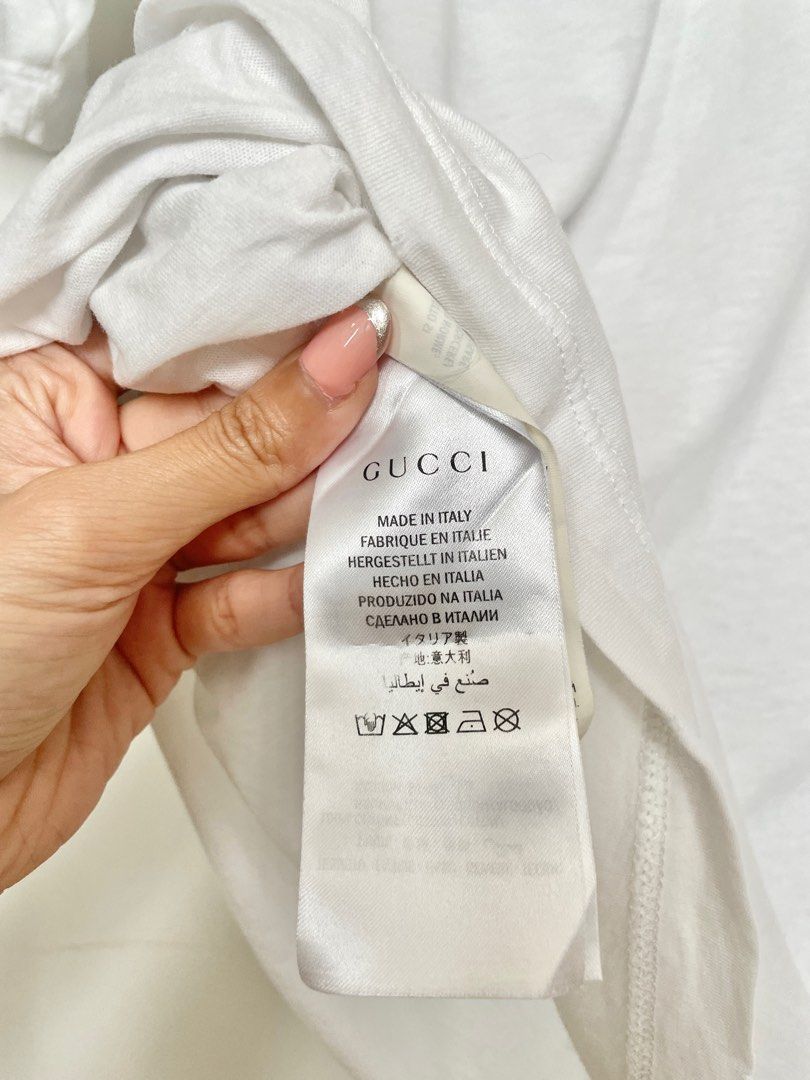 GUCCI
MADE IN ITALY
FABRIQUE EN ITALIE
HERGESTELLT IN ITALIEN
HECHO EN ITALIA
PRODUZIDO NA ITALIA
СДЕЛАНО В ИТАЛИИ
イタリア製
产地:意大利
صُنع في إيطاليا